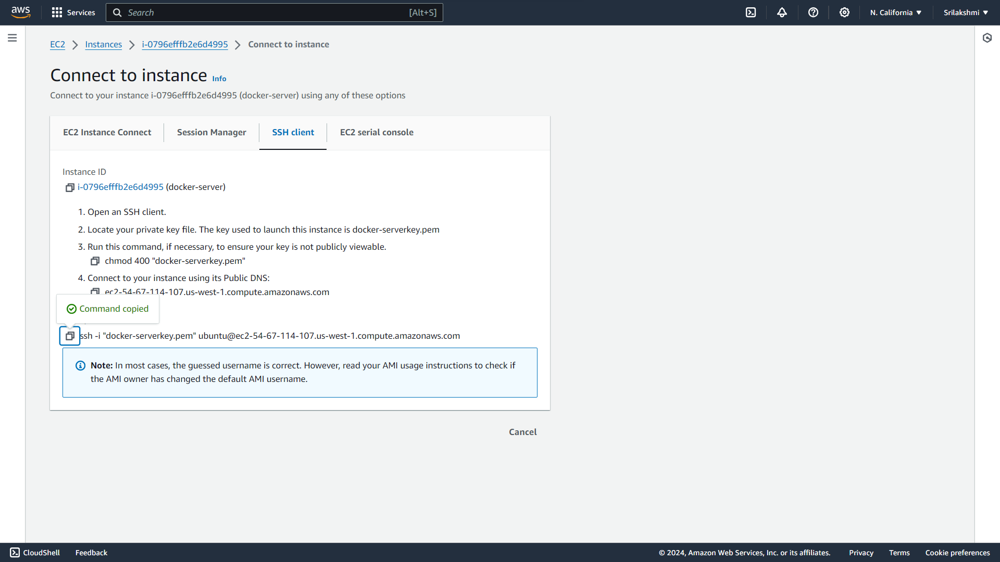 aws
Services
Search
[Alt+S]
N. California
Srilakshmi
EC2
Instances
i-0796efffb2e6d4995
Connect to instance
Connect to instance Info
Connect to your instance i-0796efffb2e6d4995 (docker-server) using any of these options
EC2 Instance Connect
Session Manager
SSH client
EC2 serial console
Instance ID
i-0796efffb2e6d4995 (docker-server)
1. Open an SSH client.
2. Locate your private key file. The key used to launch this instance is docker-serverkey.pem
3. Run this command, if necessary, to ensure your key is not publicly viewable.
chmod 400 "docker-serverkey.pem"
4. Connect to your instance using its Public DNS:
ec2-54-67-114-107.us-west-1.compute.amazonaws.com
Command copied
ssh -i "docker-serverkey.pem" ubuntu@ec2-54-67-114-107.us-west-1.compute.amazonaws.com
Note: In most cases, the guessed username is correct. However, read your AMI usage instructions to check if
the AMI owner has changed the default AMI username.
Cancel
CloudShell
Feedback
© 2024, Amazon Web Services, Inc. or its affiliates.
Privacy
Terms
Cookie preferences